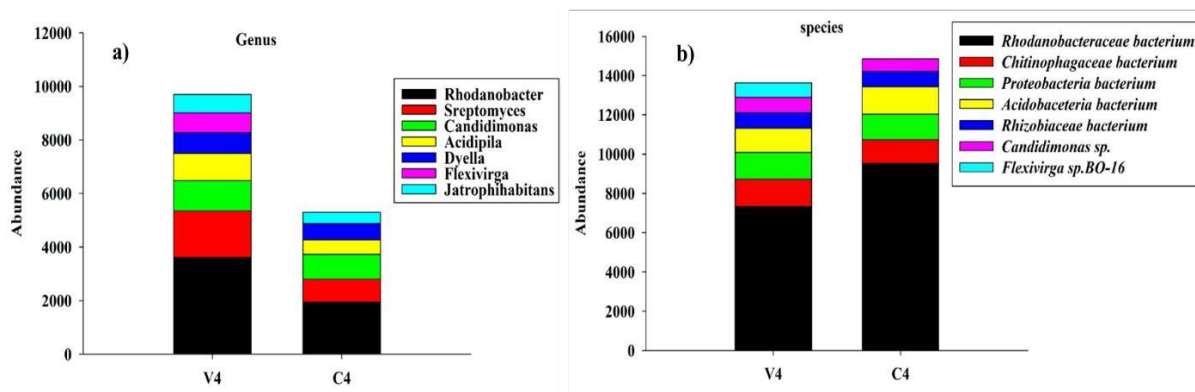 Genus
a)
12000
10000
8000
6000
4000
2000
0
Abundance
V4
C4
Rhodanobacter
Sreptomyces
Candidimonas
Acidipila
Dyella
Flexivirga
Jatrophihabitans
species
b)
16000
14000
12000
10000
8000
6000
4000
2000
0
Abundance
V4
C4
Rhodanobacteraceae bacterium
Chitinophagaceae bacterium
Proteobacteria bacterium
Acidobaceteria bacterium
Rhizobiaceae bacterium
Candidimonas sp.
Flexivirga sp.BO-16